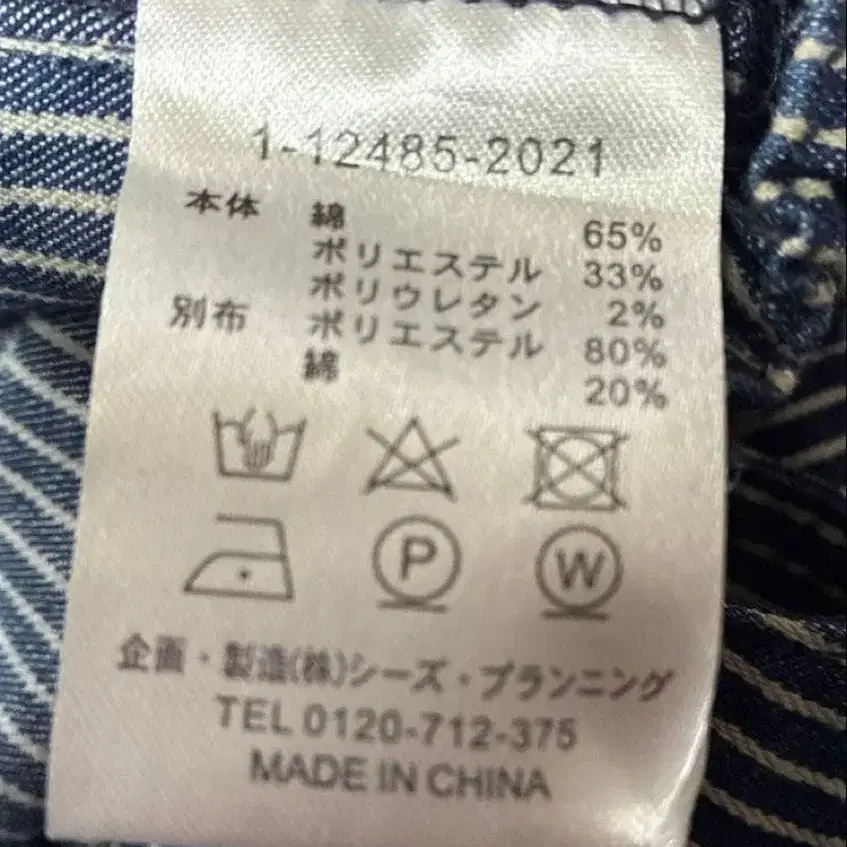 1-12485-2021
本体 綿 65%
ポリエステル 33%
ポリウレタン 2%
別布 ポリエステル 80%
綿 20%
P W
企画・製造(株)シーズ・プランニング
TEL 0120-712-375
MADE IN CHINA